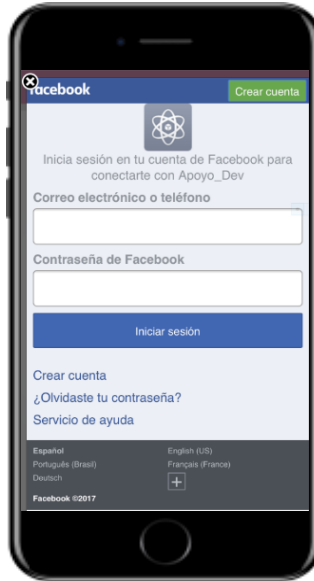 facebook
Crear cuenta
Inicia sesión en tu cuenta de Facebook para
conectarte con Apoyo_Dev
Correo electrónico o teléfono
Contraseña de Facebook
Iniciar sesión
Crear cuenta
¿Olvidaste tu contraseña?
Servicio de ayuda
Español
English (US)
Português (Brasil)
Français (France)
Deutsch
Facebook ©2017